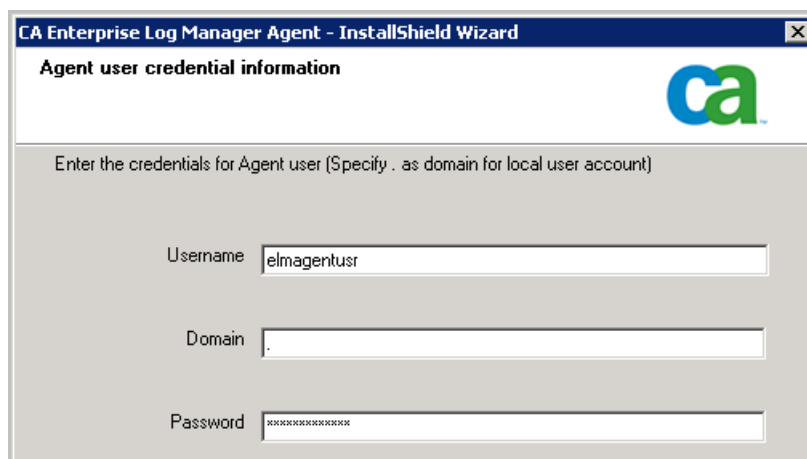 CA Enterprise Log Manager Agent - InstallShield Wizard
Agent user credential information
ca
Enter the credentials for Agent user (Specify . as domain for local user account)
Username elmagentusr
Domain .
Password *************